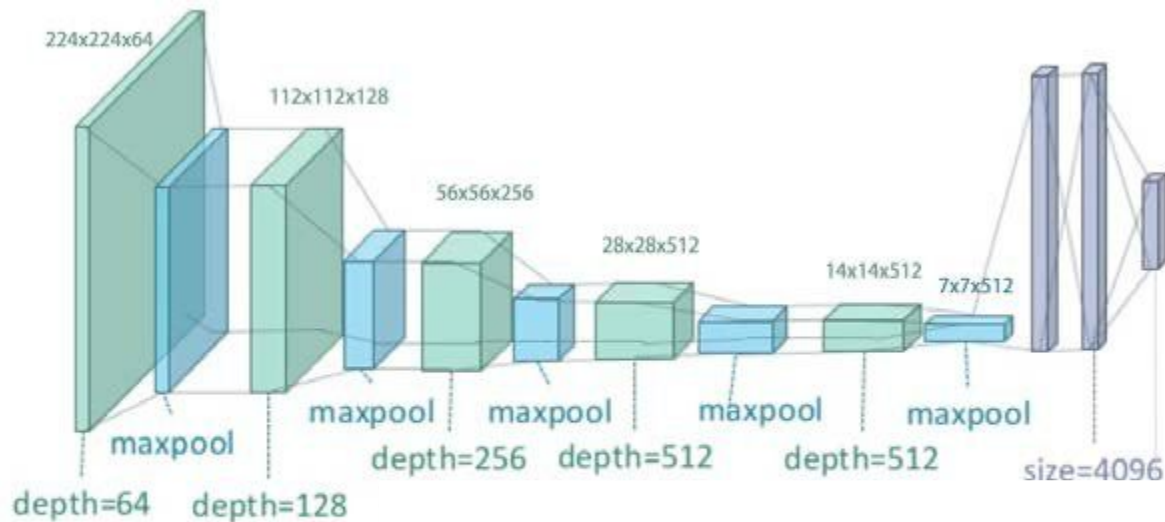 224x224x64
112x112x128
56x56x256
28x28x512
14x14x512
7x7x512
maxpool
maxpool
maxpool
maxpool
maxpool
depth=64
depth=128
depth=256
depth=512
depth=512
size=4096